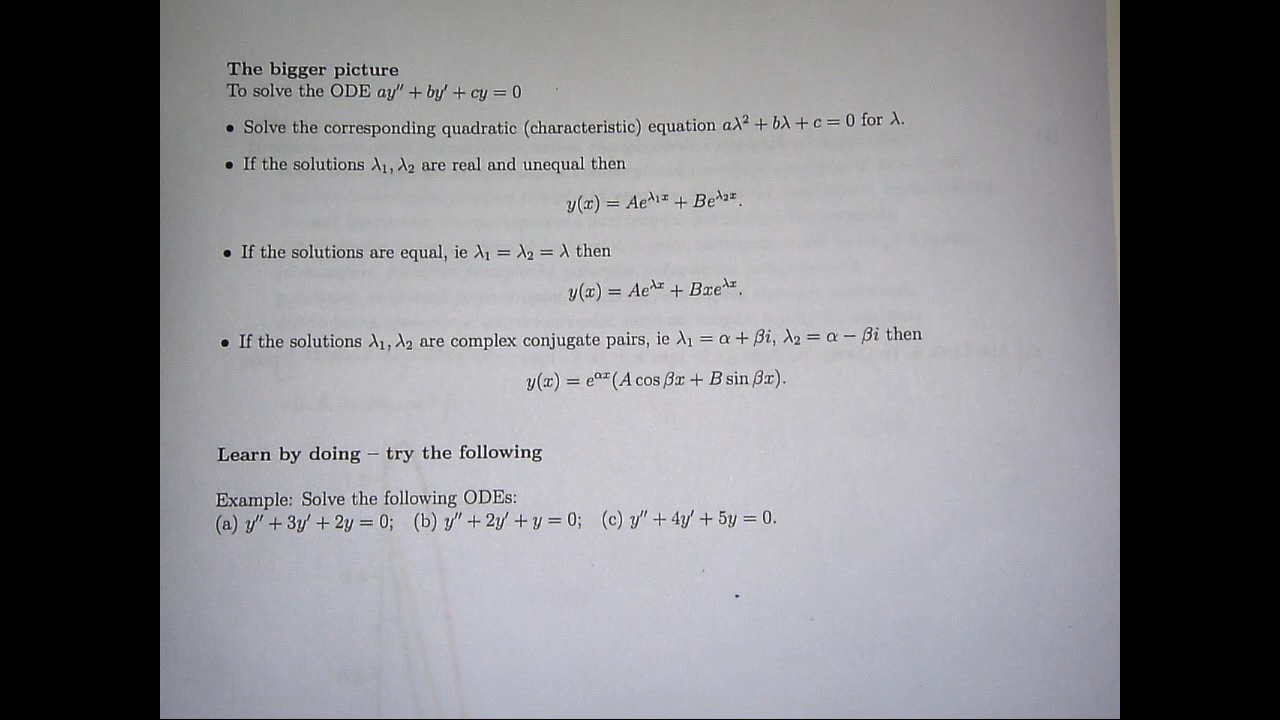 The bigger picture
To solve the ODE ay″ + by′ + cy = 0
• Solve the corresponding quadratic (characteristic) equation aλ² + bλ + c = 0 for λ.
• If the solutions λ₁, λ₂ are real and unequal then
y(x) = Ae^{λ₁x} + Be^{λ₂x}.
• If the solutions are equal, ie λ₁ = λ₂ = λ then
y(x) = Ae^{λx} + Bxe^{λx}.
• If the solutions λ₁, λ₂ are complex conjugate pairs, ie λ₁ = α + βi, λ₂ = α − βi then
y(x) = e^{αx}(A cos βx + B sin βx).
Learn by doing – try the following
Example: Solve the following ODEs:
(a) y″ + 3y′ + 2y = 0; (b) y″ + 2y′ + y = 0; (c) y″ + 4y′ + 5y = 0.